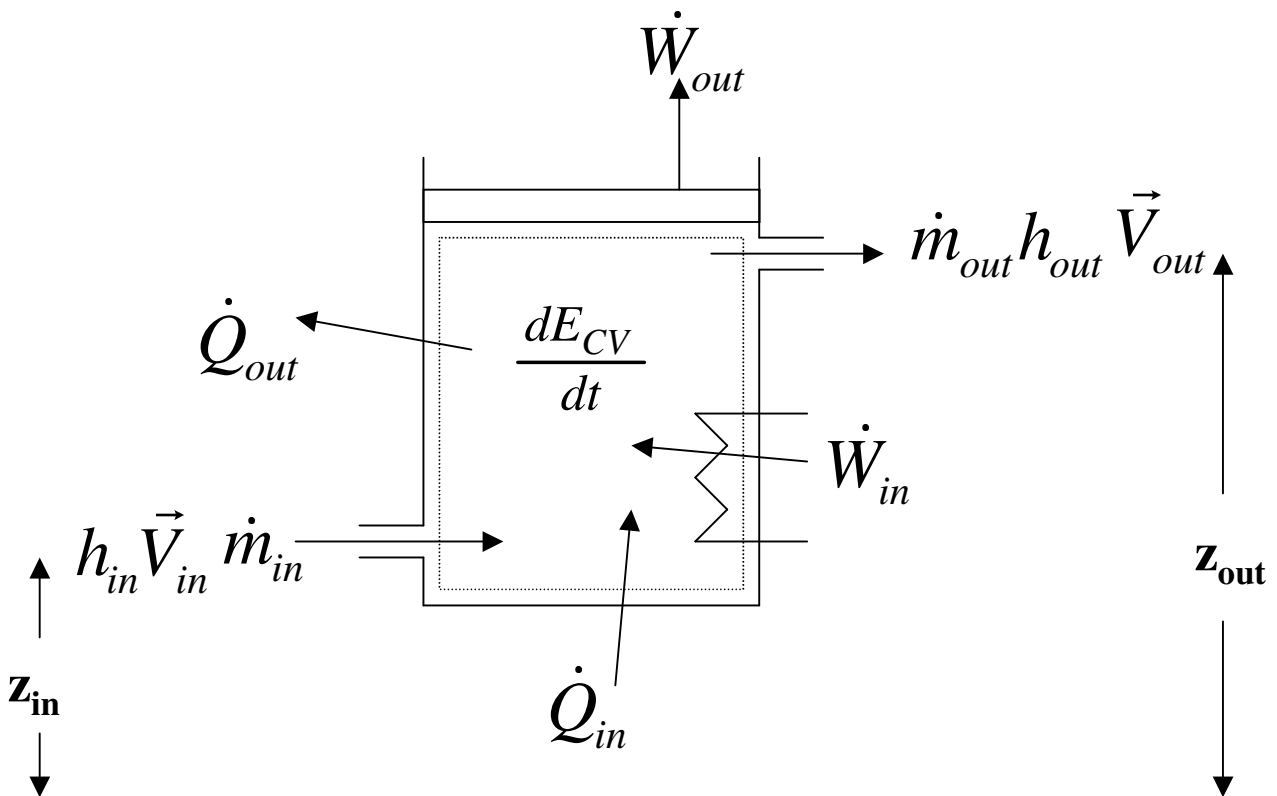 Ẇ_out
ṁ_out h_out V⃗_out
Q̇_out
dE_CV
dt
Ẇ_in
h_in V⃗_in ṁ_in
z_out
z_in
Q̇_in